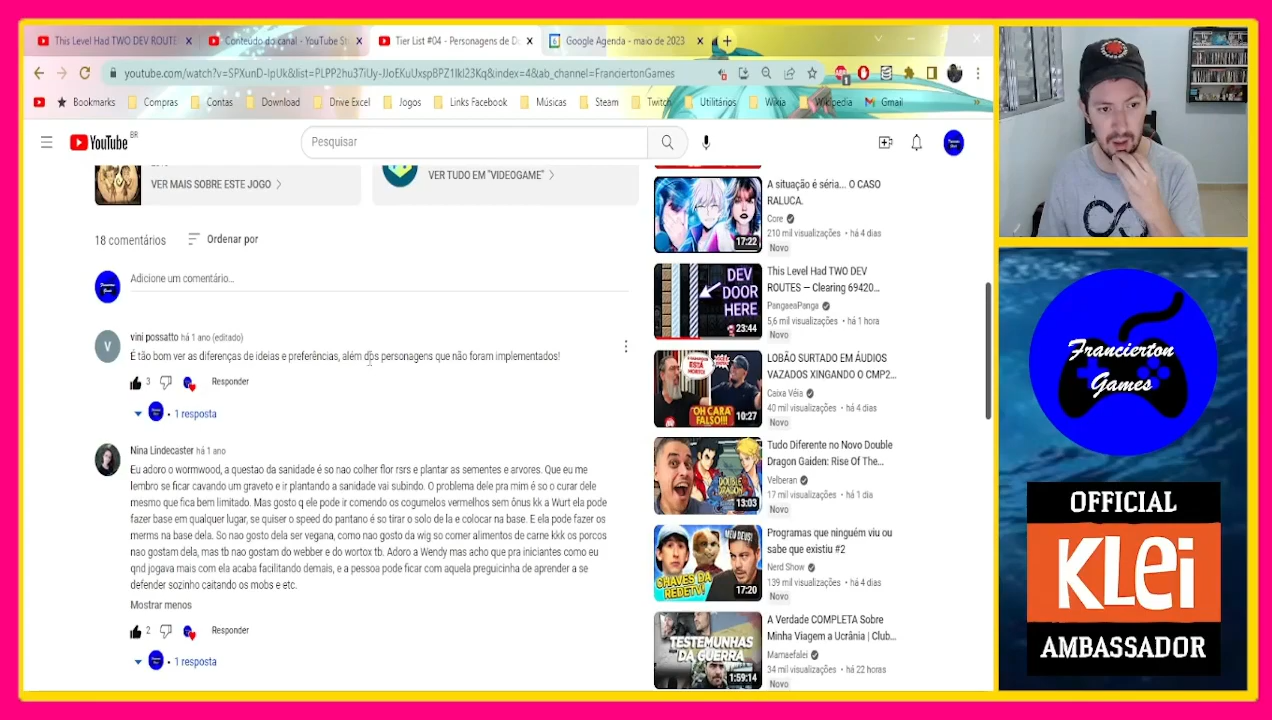 This Level Had TWO DEV ROUTE
Conteúdo do canal - YouTube St
Tier List #04 - Personagens de Do
Google Agenda - maio de 2023
youtube.com/watch?v=SPXunD-IpUk&list=PLPP2hu37iUy-JJoEKuUxspBPZ1lkl23Kq&index=4&ab_channel=FranciertonGames
Bookmarks
Compras
Contas
Download
Drive Excel
Jogos
Links Facebook
Músicas
Steam
Twitch
Utilitários
Wikia
Wikipedia
Gmail
YouTube BR
Pesquisar
VER MAIS SOBRE ESTE JOGO
VER TUDO EM "VIDEOGAME"
18 comentários
Ordenar por
Adicione um comentário...
V
vini possatto há 1 ano (editado)
É tão bom ver as diferenças de ideias e preferências, além dos personagens que não foram implementados!
3
Responder
1 resposta
Nina Lindecaster há 1 ano
Eu adoro o wormwood, a questao da sanidade é so nao colher flor rsrs e plantar as sementes e arvores. Que eu me
lembro se ficar cavando um graveto e ir plantando a sanidade vai subindo. O problema dele pra mim é so o curar dele
mesmo que fica bem limitado. Mas gosto q ele pode ir comendo os cogumelos vermelhos sem ônus kk a Wurt ela pode
fazer base em qualquer lugar, se quiser o speed do pantano é so tirar o solo de la e colocar na base. E ela pode fazer os
merms na base dela. So nao gosto dela ser vegana, como nao gosto da wig so comer alimentos de carne kkk os porcos
nao gostam dela, mas tb nao gostam do webber e do wortox tb. Adoro a Wendy mas acho que pra iniciantes como eu
qnd jogava mais com ela acaba facilitando demais, e a pessoa pode ficar com aquela preguicinha de aprender a se
defender sozinho caitando os mobs e etc.
Mostrar menos
2
Responder
1 resposta
17:22
A situação é séria... O CASO
RALUCA.
Core
210 mil visualizações • há 4 dias
Novo
DEV
DOOR
HERE
23:44
This Level Had TWO DEV
ROUTES — Clearing 69420...
PangaeaPanga
5,6 mil visualizações • há 1 hora
Novo
OH CARA
FALSO!!!
10:27
LOBÃO SURTADO EM ÁUDIOS
VAZADOS XINGANDO O CMP2...
Caixa Véia
40 mil visualizações • há 4 dias
Novo
DOUBLE
DRAGON
13:03
Tudo Diferente no Novo Double
Dragon Gaiden: Rise Of The...
Velberan
17 mil visualizações • há 1 dia
Novo
MEU DEUS!
CHAVES DA
REDETV!
17:20
Programas que ninguém viu ou
sabe que existiu #2
Nerd Show
139 mil visualizações • há 4 dias
Novo
TESTEMUNHAS
DA GUERRA
1:59:14
A Verdade COMPLETA Sobre
Minha Viagem a Ucrânia | Club...
Mamaefalei
34 mil visualizações • há 22 horas
Novo
Francierton
Games
OFFICIAL
KLEi
AMBASSADOR